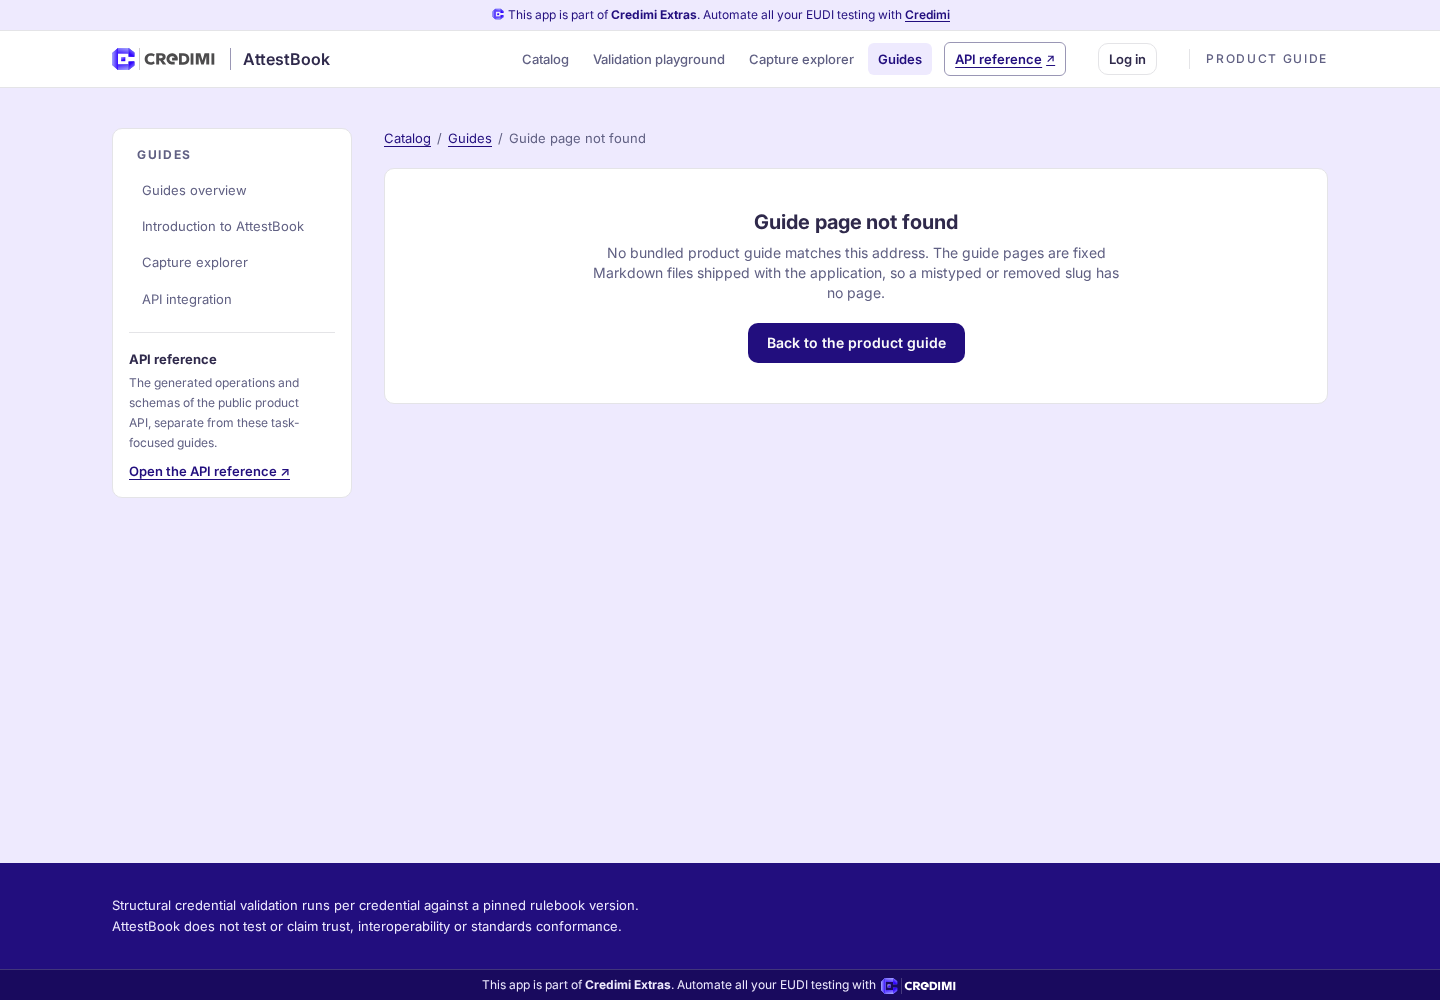 This app is part of Credimi Extras. Automate all your EUDI testing with Credimi
CREDIMI AttestBook Catalog Validation playground Capture explorer Guides API reference ↗ Log in PRODUCT GUIDE
GUIDES
Guides overview
Introduction to AttestBook
Capture explorer
API integration
API reference
The generated operations and
schemas of the public product
API, separate from these task-
focused guides.
Open the API reference ↗
Catalog / Guides / Guide page not found
Guide page not found
No bundled product guide matches this address. The guide pages are fixed
Markdown files shipped with the application, so a mistyped or removed slug has
no page.
Back to the product guide
Structural credential validation runs per credential against a pinned rulebook version.
AttestBook does not test or claim trust, interoperability or standards conformance.
This app is part of Credimi Extras. Automate all your EUDI testing with CREDIMI